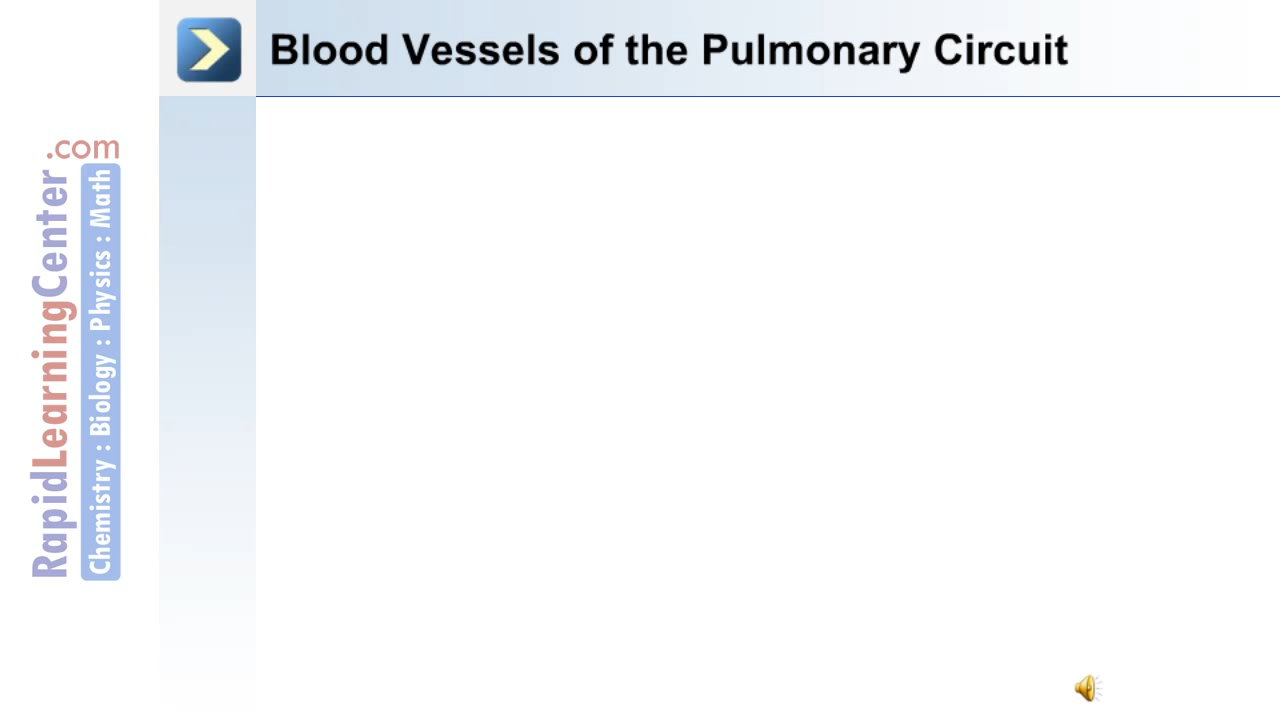 Blood Vessels of the Pulmonary Circuit
RapidLearningCenter.com
Chemistry : Biology : Physics : Math